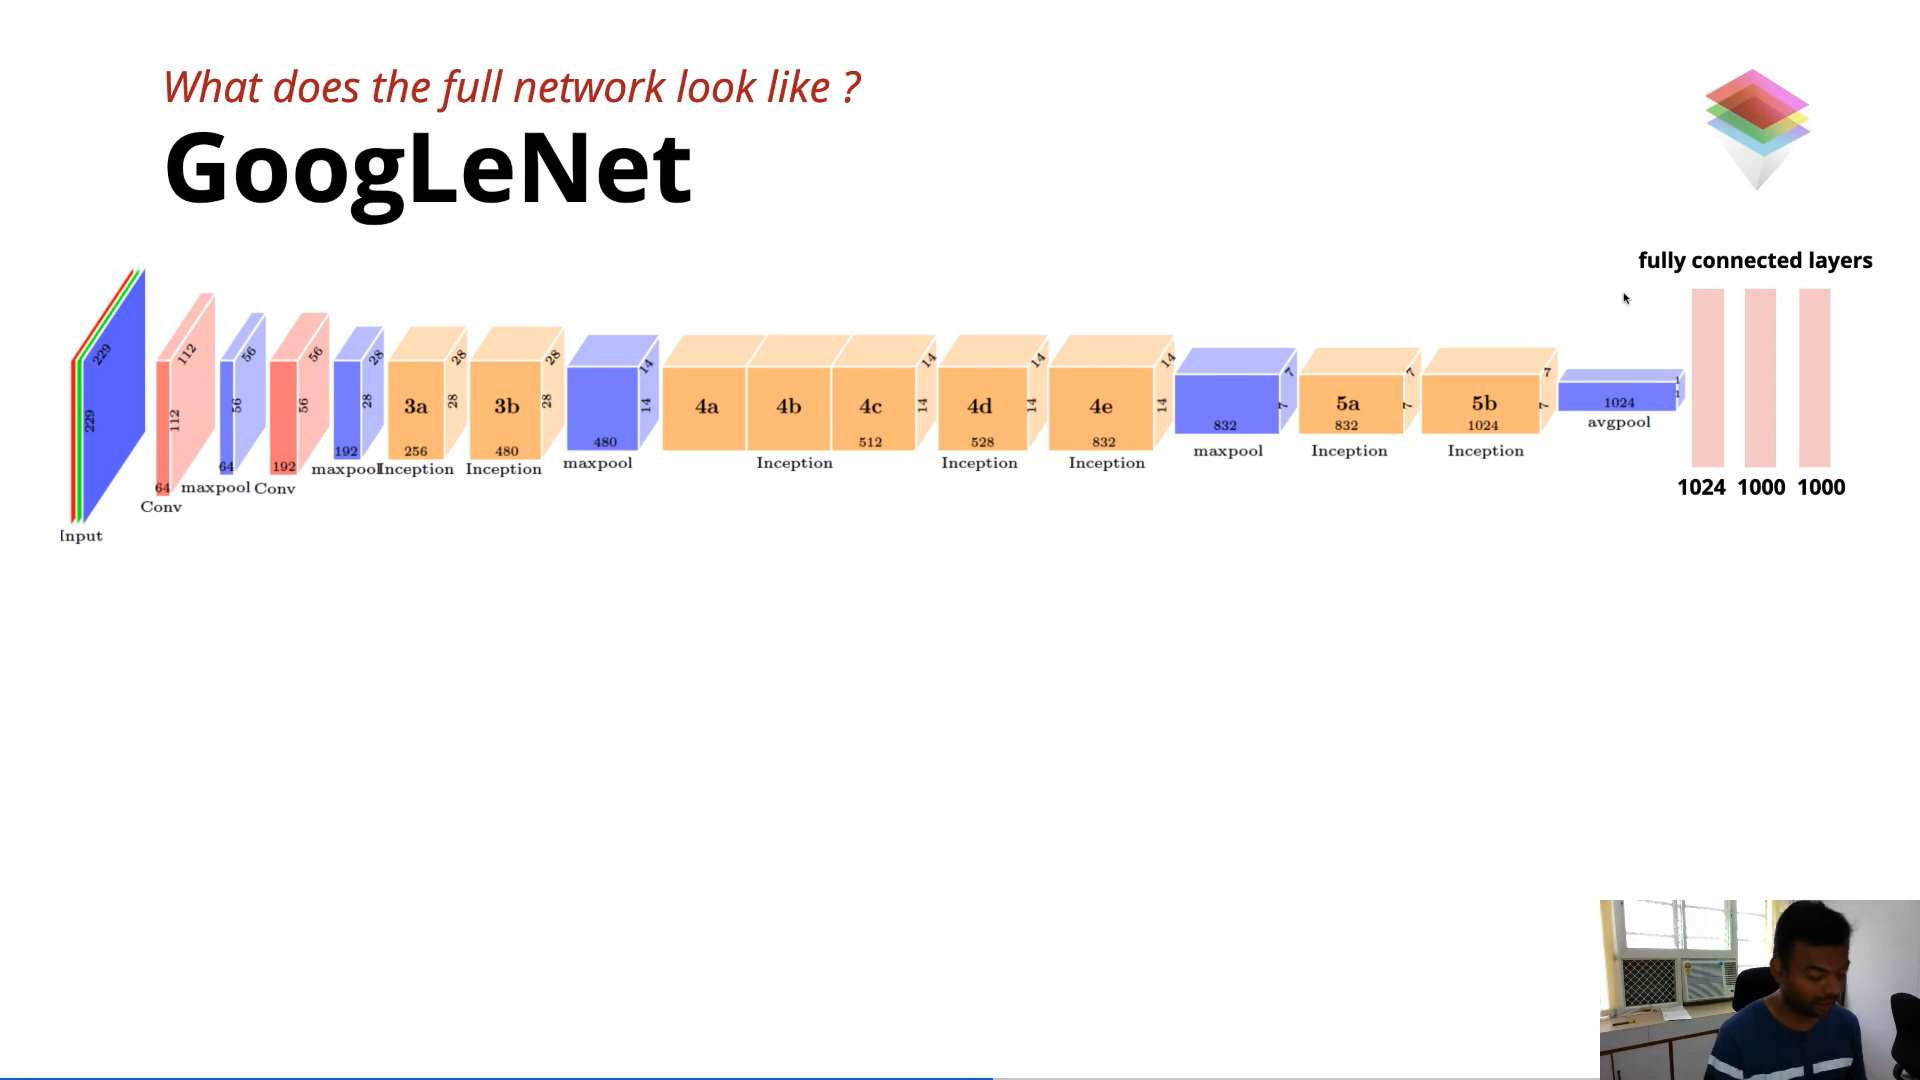 What does the full network look like ?
GoogLeNet
fully connected layers
229
229
112
112
64
56
56
64
56
56
192
28
28
192
28
28
3a
256
28
28
3b
480
14
14
480
4a
4b
4c
512
14
14
4d
528
14
14
4e
832
14
14
832
7
7
5a
832
7
7
5b
1024
7
7
1024
1
1
Input
Conv
maxpool
Conv
maxpool
Inception
Inception
maxpool
Inception
Inception
Inception
maxpool
Inception
Inception
avgpool
1024 1000 1000